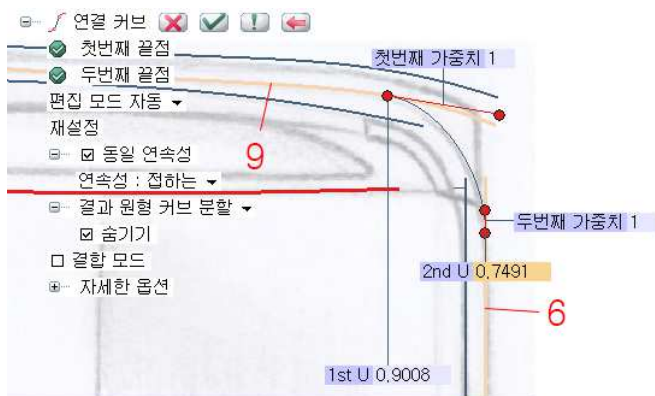 연결 커브
첫번째 끝점
두번째 끝점
편집 모드 자동
재설정
동일 연속성
연속성 : 접하는
결과 원형 커브 분할
숨기기
결합 모드
자세한 옵션
첫번째 가중치 1
9
두번째 가중치 1
2nd U 0,7491
6
1st U 0,9008